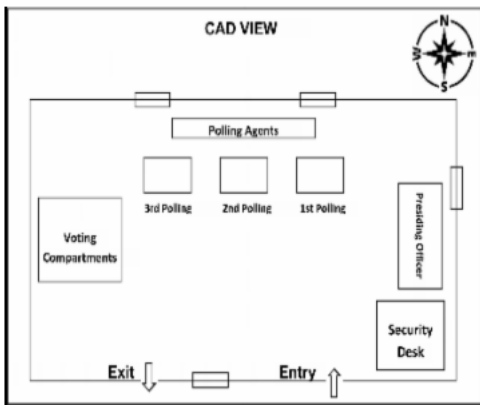 CAD VIEW
N
W
E
S
Polling Agents
3rd Polling
2nd Polling
1st Polling
Presiding Officer
Voting
Compartments
Security
Desk
Exit
Entry